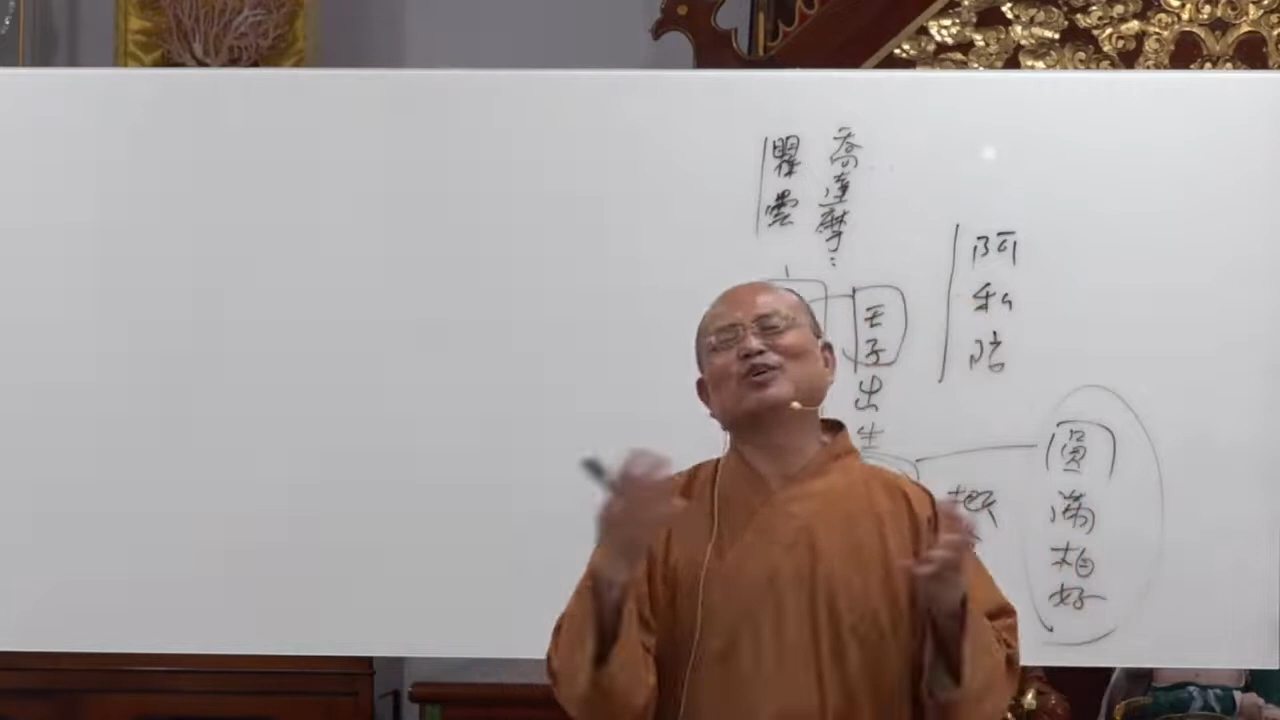 圓滿相好
阿私陀
王子出生
喬達摩：
瞿曇